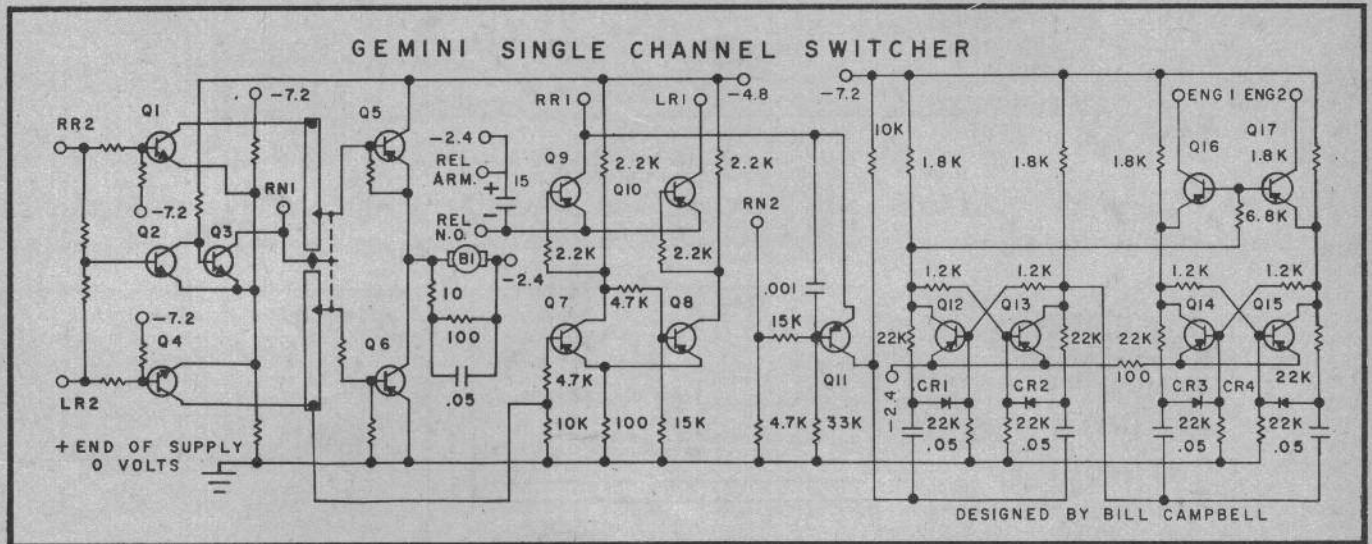 GEMINI SINGLE CHANNEL SWITCHER
Q1
-7.2
Q5
-4.8
-7.2
RR1
LR1
ENG 1 ENG2
RR2
-2.4
REL
ARM.
+
15
-
REL
N.O.
Q9
2.2K
Q10
2.2K
10K
1.8K
1.8K
1.8K
Q16
Q17
1.8K
RN1
-7.2
RN2
6.8K
Q2
Q3
B1
-2.4
2.2K
2.2K
.001
1.2K
1.2K
1.2K
1.2K
10
100
.05
Q7
4.7K
Q8
15K
Q11
Q12
Q13
Q14
Q15
22K
22K
22K
22K
-7.2
Q4
Q6
LR2
4.7K
-2.4
CR1
CR2
100
CR3
CR4
10K
100
15K
4.7K
33K
22K
.05
22K
.05
22K
.05
22K
.05
+ END OF SUPPLY
0 VOLTS
DESIGNED BY BILL CAMPBELL